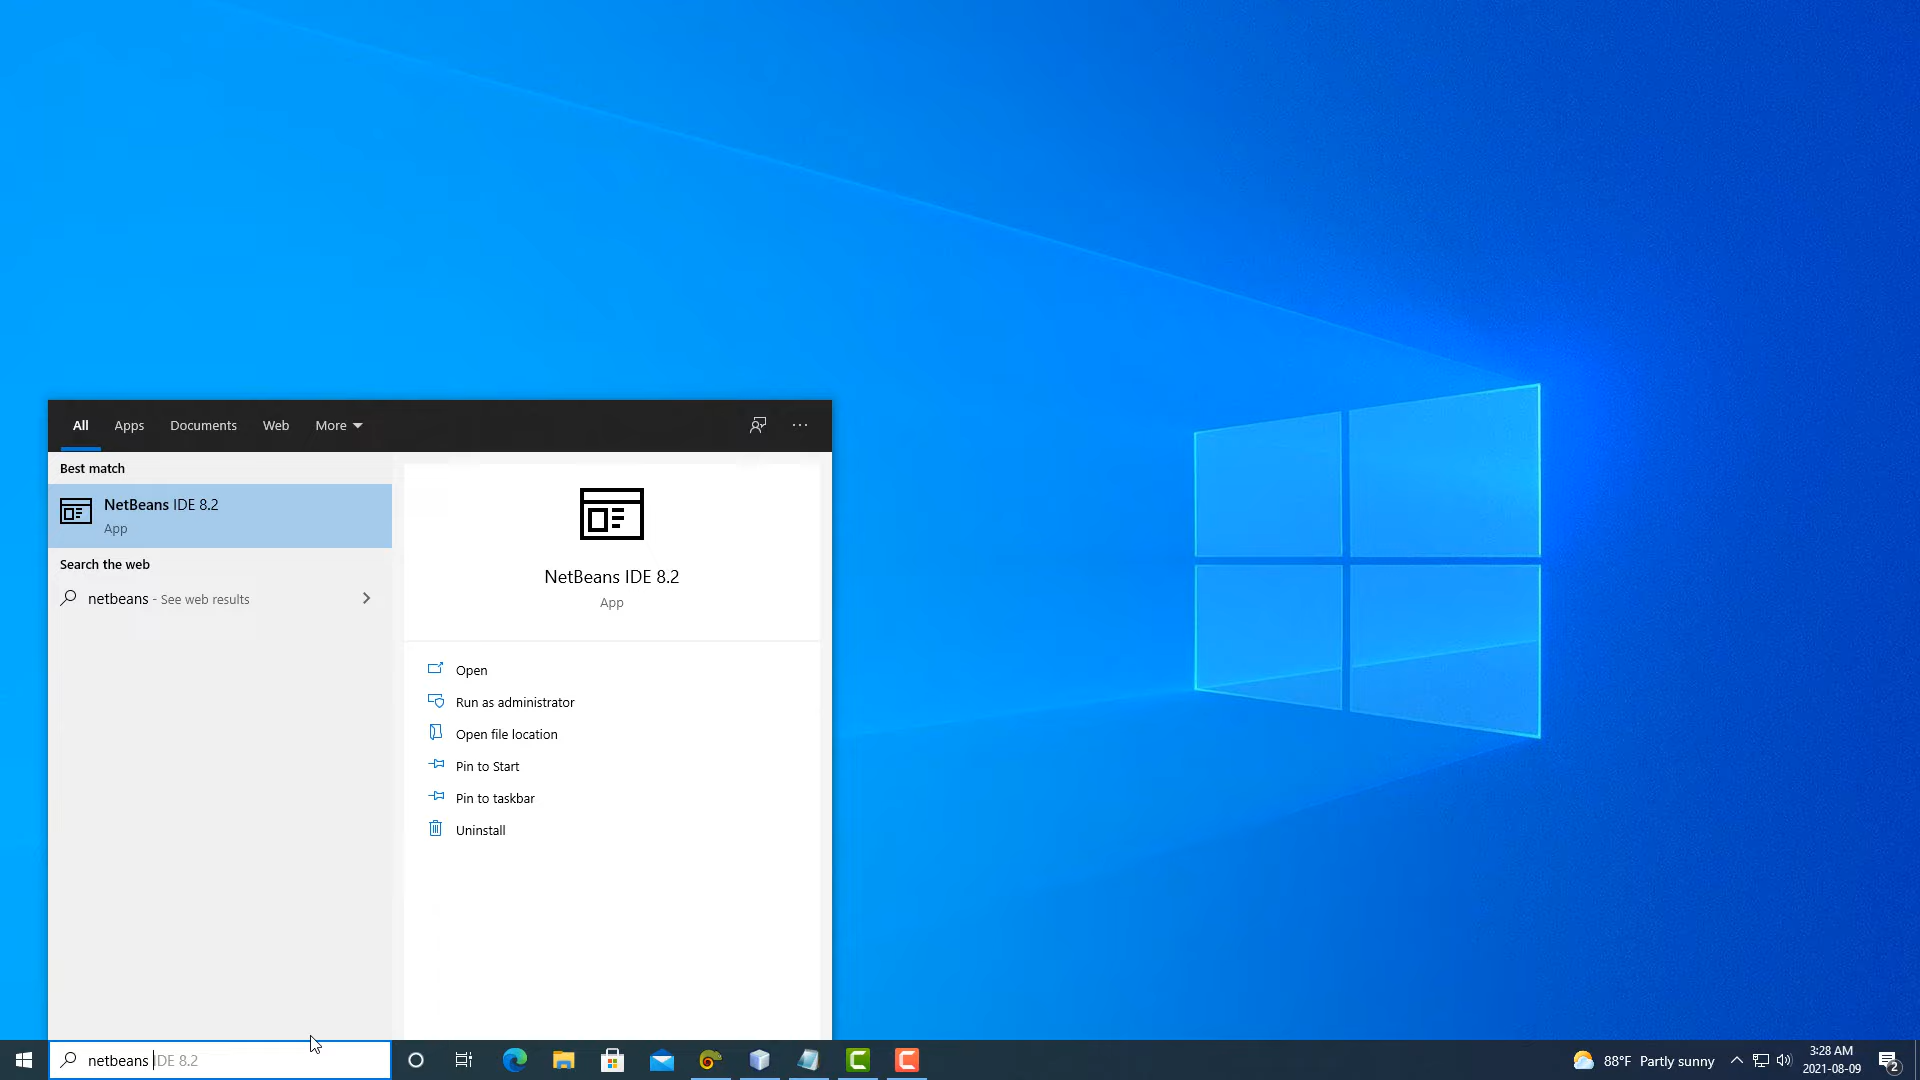 All Apps Documents Web More
Best match
NetBeans IDE 8.2
App
Search the web
netbeans - See web results
NetBeans IDE 8.2
App
Open
Run as administrator
Open file location
Pin to Start
Pin to taskbar
Uninstall
netbeans IDE 8.2
88°F Partly sunny
3:28 AM
2021-08-09
2